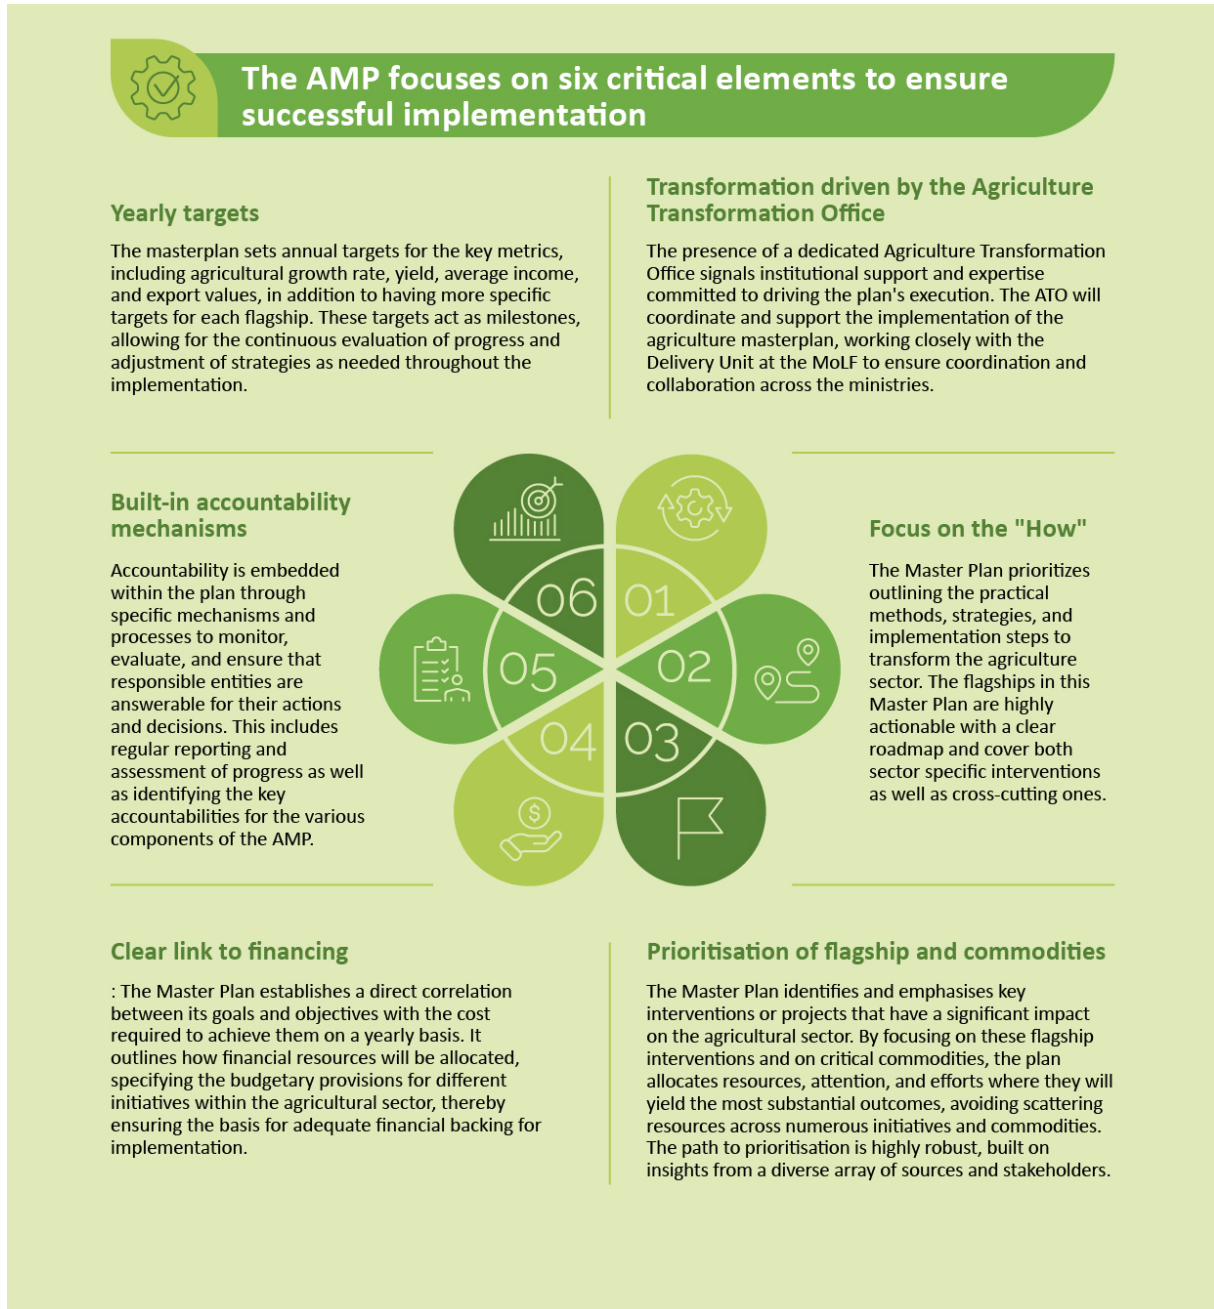 The AMP focuses on six critical elements to ensure
successful implementation
Yearly targets
The masterplan sets annual targets for the key metrics,
including agricultural growth rate, yield, average income,
and export values, in addition to having more specific
targets for each flagship. These targets act as milestones,
allowing for the continuous evaluation of progress and
adjustment of strategies as needed throughout the
implementation.
Transformation driven by the Agriculture
Transformation Office
The presence of a dedicated Agriculture Transformation
Office signals institutional support and expertise
committed to driving the plan's execution. The ATO will
coordinate and support the implementation of the
agriculture masterplan, working closely with the
Delivery Unit at the MoLF to ensure coordination and
collaboration across the ministries.
Built-in accountability
mechanisms
Accountability is embedded
within the plan through
specific mechanisms and
processes to monitor,
evaluate, and ensure that
responsible entities are
answerable for their actions
and decisions. This includes
regular reporting and
assessment of progress as well
as identifying the key
accountabilities for the various
components of the AMP.
06
01
05
02
04
03
$
Focus on the "How"
The Master Plan prioritizes
outlining the practical
methods, strategies, and
implementation steps to
transform the agriculture
sector. The flagships in this
Master Plan are highly
actionable with a clear
roadmap and cover both
sector specific interventions
as well as cross-cutting ones.
Clear link to financing
: The Master Plan establishes a direct correlation
between its goals and objectives with the cost
required to achieve them on a yearly basis. It
outlines how financial resources will be allocated,
specifying the budgetary provisions for different
initiatives within the agricultural sector, thereby
ensuring the basis for adequate financial backing for
implementation.
Prioritisation of flagship and commodities
The Master Plan identifies and emphasises key
interventions or projects that have a significant impact
on the agricultural sector. By focusing on these flagship
interventions and on critical commodities, the plan
allocates resources, attention, and efforts where they will
yield the most substantial outcomes, avoiding scattering
resources across numerous initiatives and commodities.
The path to prioritisation is highly robust, built on
insights from a diverse array of sources and stakeholders.